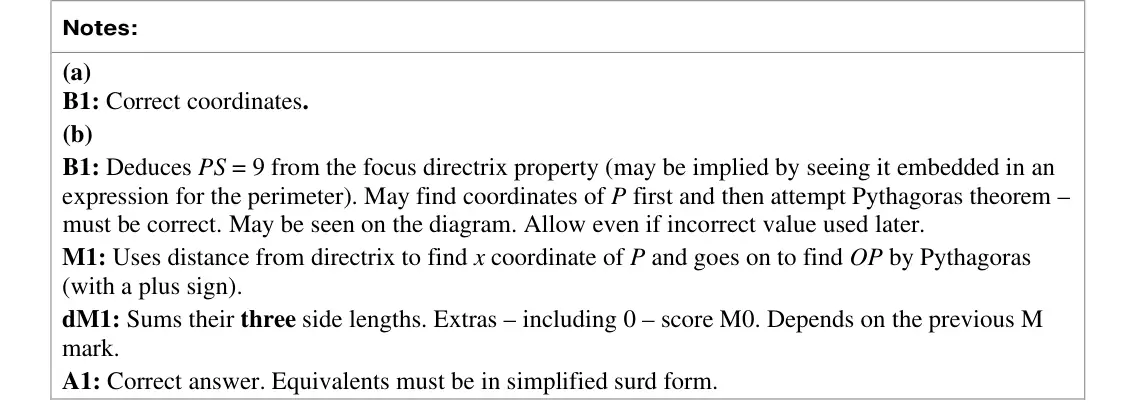 Notes:
(a)
B1: Correct coordinates.
(b)
B1: Deduces PS = 9 from the focus directrix property (may be implied by seeing it embedded in an
expression for the perimeter). May find coordinates of P first and then attempt Pythagoras theorem –
must be correct. May be seen on the diagram. Allow even if incorrect value used later.
M1: Uses distance from directrix to find x coordinate of P and goes on to find OP by Pythagoras
(with a plus sign).
dM1: Sums their three side lengths. Extras – including 0 – score M0. Depends on the previous M
mark.
A1: Correct answer. Equivalents must be in simplified surd form.